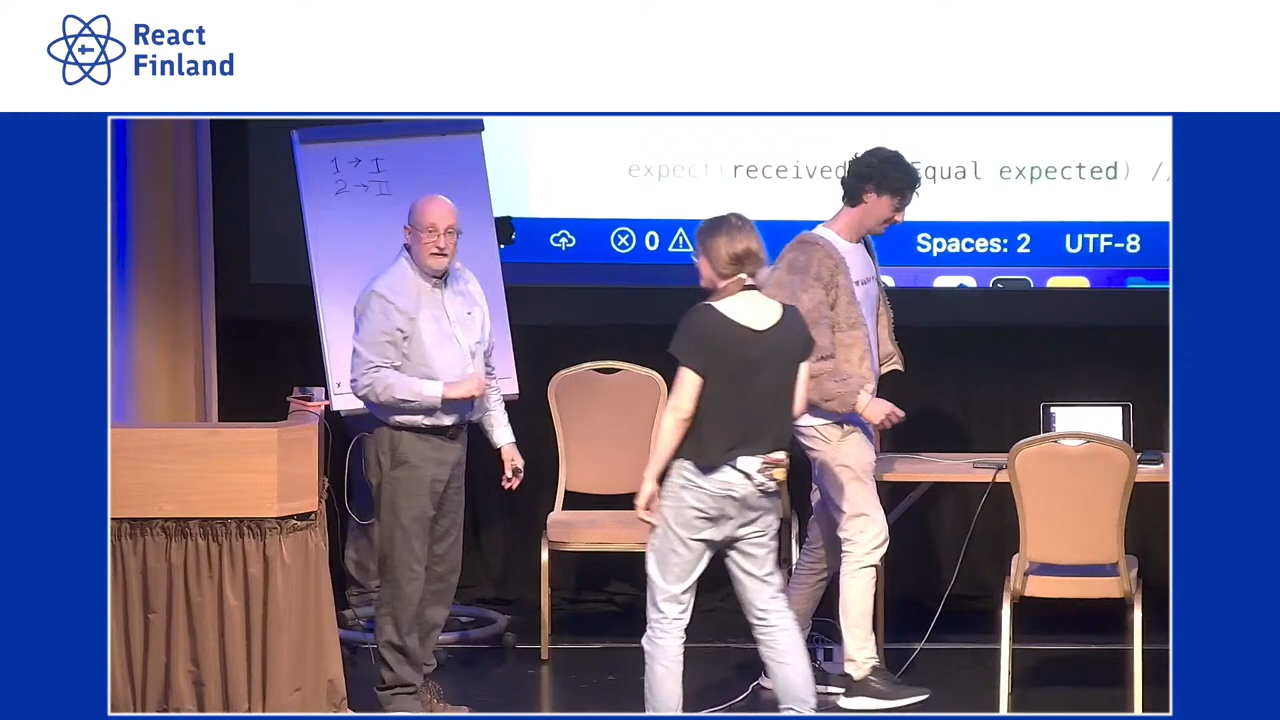 React
Finland
1 → I
2 → II
expect(received
Equal expected) //
0
Spaces: 2
UTF-8